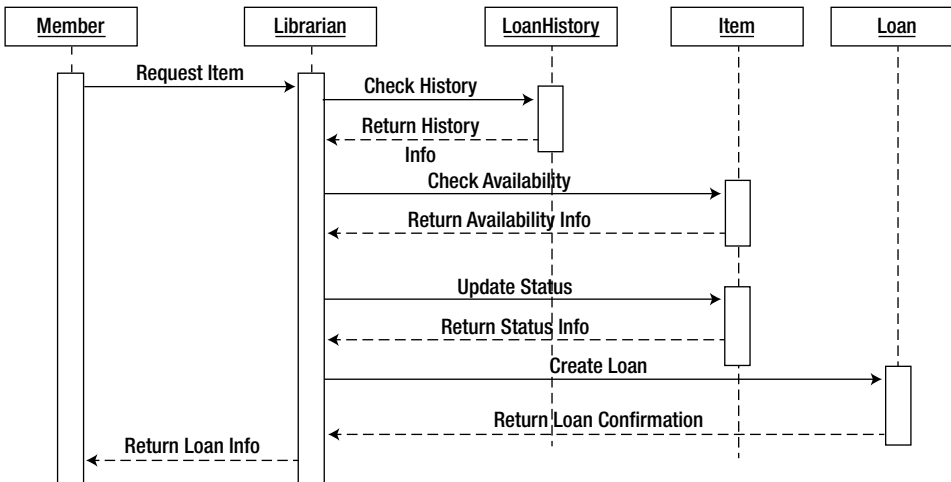 Member
Librarian
LoanHistory
Item
Loan
Request Item
Check History
Return History
Info
Check Availability
Return Availability Info
Update Status
Return Status Info
Create Loan
Return Loan Confirmation
Return Loan Info